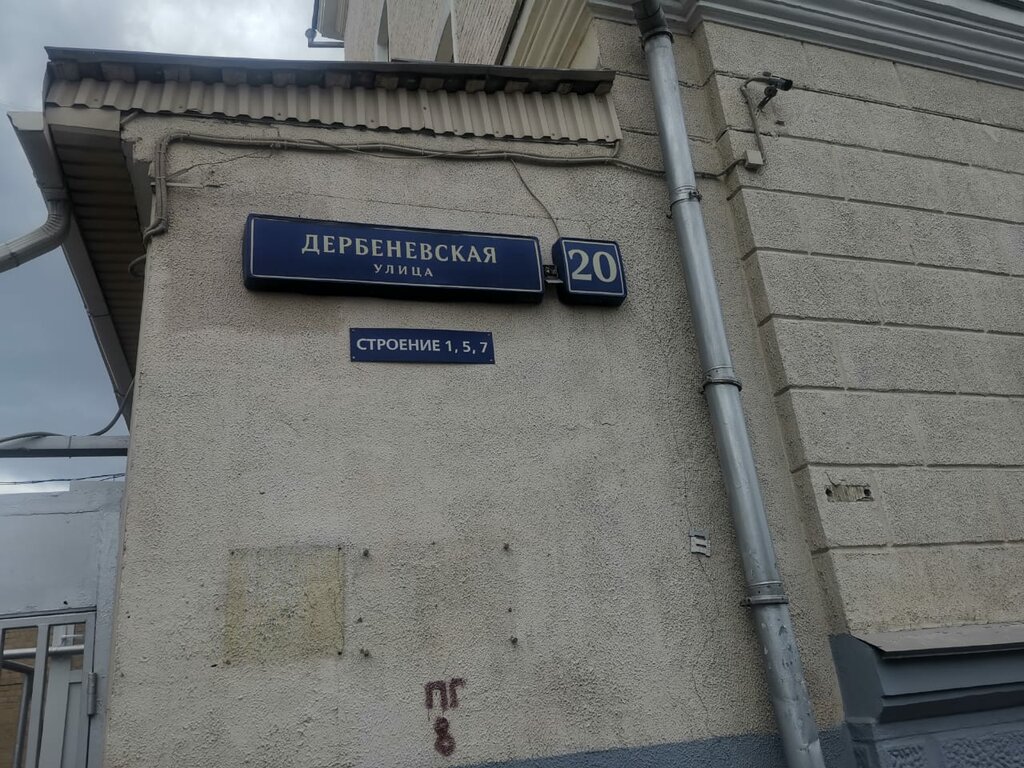 ДЕРБЕНЕВСКАЯ
УЛИЦА
20
СТРОЕНИЕ 1, 5, 7
ПГ
8